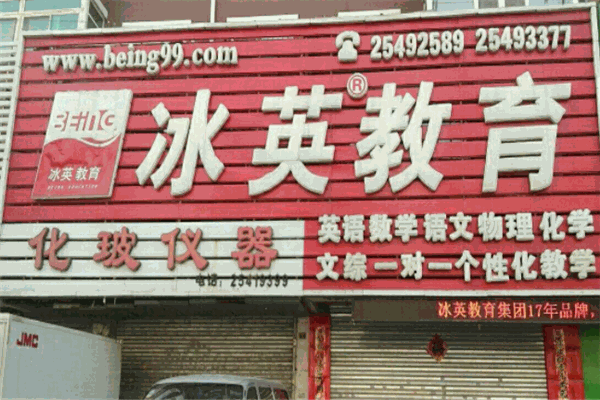 www.being99.com
25492589 25493377
冰英教育®
冰英教育
英语数学语文物理化学
文综一对一个性化教学
化玻仪器
电话：25419399
冰英教育集团17年品牌，
JMC